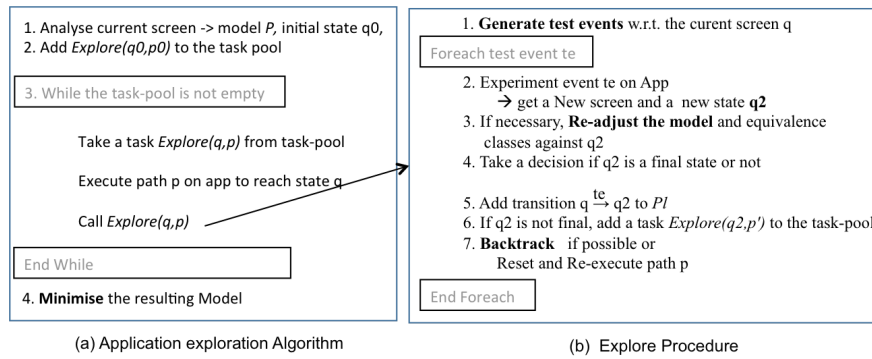 1. Analyse current screen -> model P, initial state q0,
2. Add Explore(q0,p0) to the task pool
3. While the task-pool is not empty
Take a task Explore(q,p) from task-pool
Execute path p on app to reach state q
Call Explore(q,p)
End While
4. Minimise the resulting Model
(a) Application exploration Algorithm
1. Generate test events w.r.t. the curent screen q
Foreach test event te
2. Experiment event te on App
→ get a New screen and a new state q2
3. If necessary, Re-adjust the model and equivalence
classes against q2
4. Take a decision if q2 is a final state or not
te
5. Add transition q → q2 to Pl
6. If q2 is not final, add a task Explore(q2,p') to the task-pool
7. Backtrack if possible or
Reset and Re-execute path p
End Foreach
(b) Explore Procedure